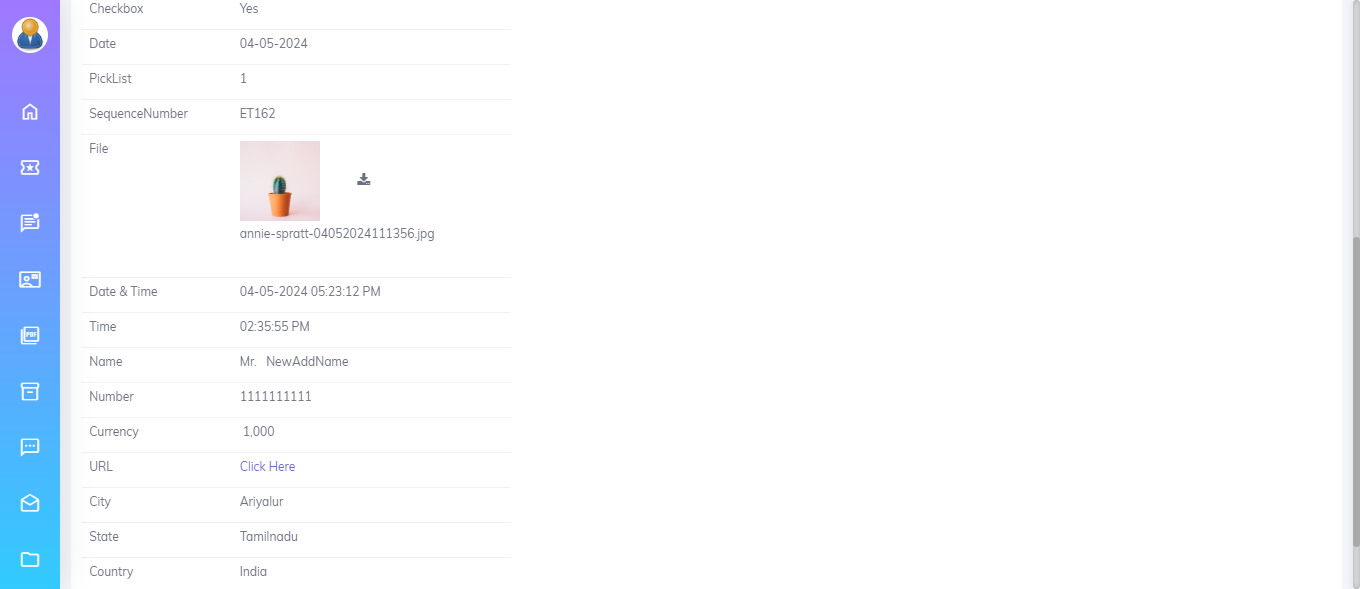 Checkbox Yes
Date 04-05-2024
PickList 1
SequenceNumber ET162
File
annie-spratt-04052024111356.jpg
Date & Time 04-05-2024 05:23:12 PM
Time 02:35:55 PM
Name Mr. NewAddName
Number 1111111111
Currency 1,000
URL Click Here
City Ariyalur
State Tamilnadu
Country India
PDF